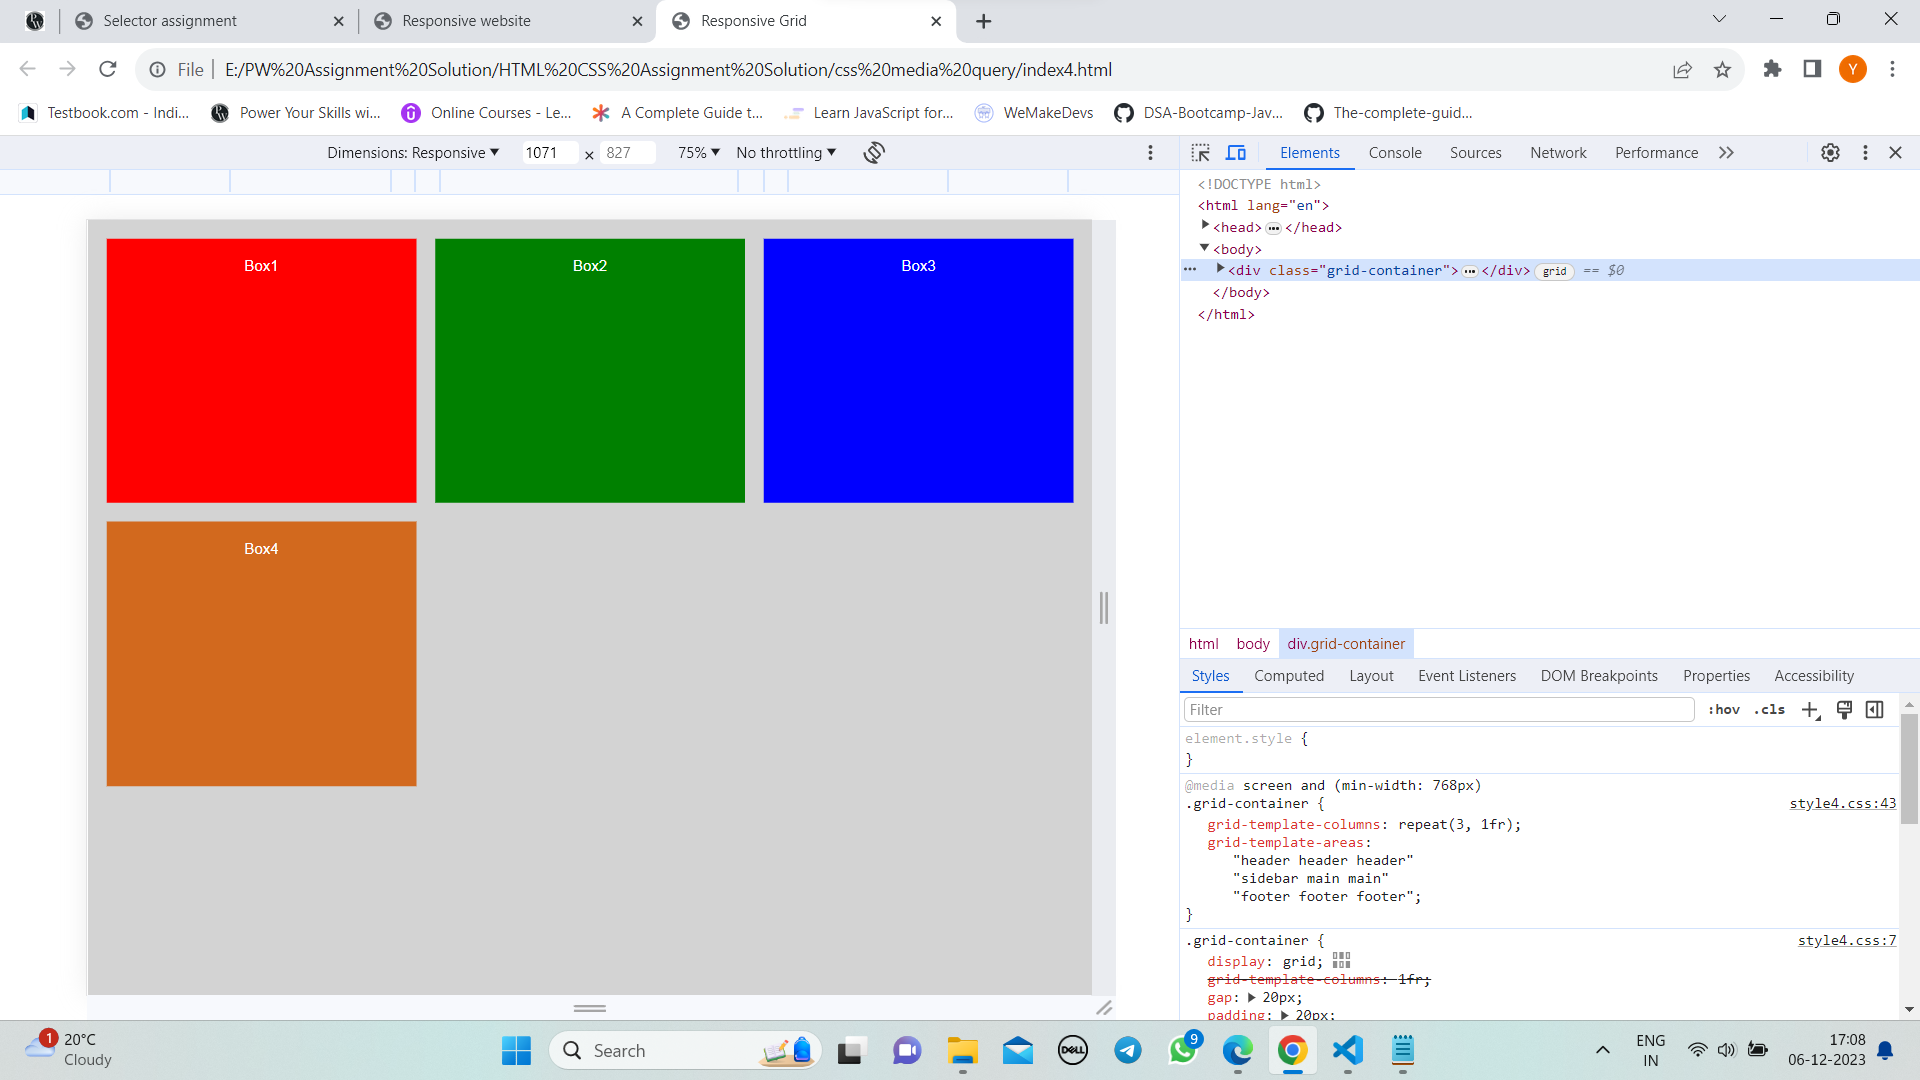 Selector assignment
Responsive website
Responsive Grid
File
E:/PW%20Assignment%20Solution/HTML%20CSS%20Assignment%20Solution/css%20media%20query/index4.html
Y
Testbook.com - Indi...
Power Your Skills wi...
Online Courses - Le...
A Complete Guide t...
Learn JavaScript for...
WeMakeDevs
DSA-Bootcamp-Jav...
The-complete-guid...
Dimensions: Responsive ▼ 1071 × 827 75% ▼ No throttling ▼
Box1
Box2
Box3
Box4
Elements Console Sources Network Performance
<!DOCTYPE html>
<html lang="en">
<head> ••• </head>
<body>
••• <div class="grid-container"> ••• </div> grid == $0
</body>
</html>
html body div.grid-container
Styles Computed Layout Event Listeners DOM Breakpoints Properties Accessibility
Filter :hov .cls
element.style {
}
@media screen and (min-width: 768px)
.grid-container { style4.css:43
grid-template-columns: repeat(3, 1fr);
grid-template-areas:
"header header header"
"sidebar main main"
"footer footer footer";
}
.grid-container { style4.css:7
display: grid;
grid-template-columns: 1fr;
gap: 20px;
padding: 20px;
1
20°C
Cloudy
Search
DELL
9
ENG
IN
17:08
06-12-2023